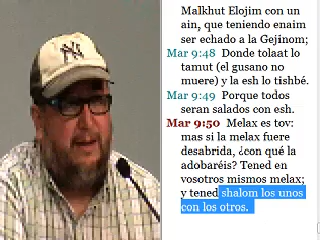 Malkhut Elojim con un
ain, que teniendo enaim
ser echado a la Gejinom;
Mar 9:48 Donde tolaat lo
tamut (el gusano no
muere) y la esh lo tishbé.
Mar 9:49 Porque todos
seran salados con esh.
Mar 9:50 Melax es tov:
mas si la melax fuere
desabrida, ¿con qué la
adobaréis? Tened en
vosotros mismos melax;
y tened shalom los unos
con los otros.
NY